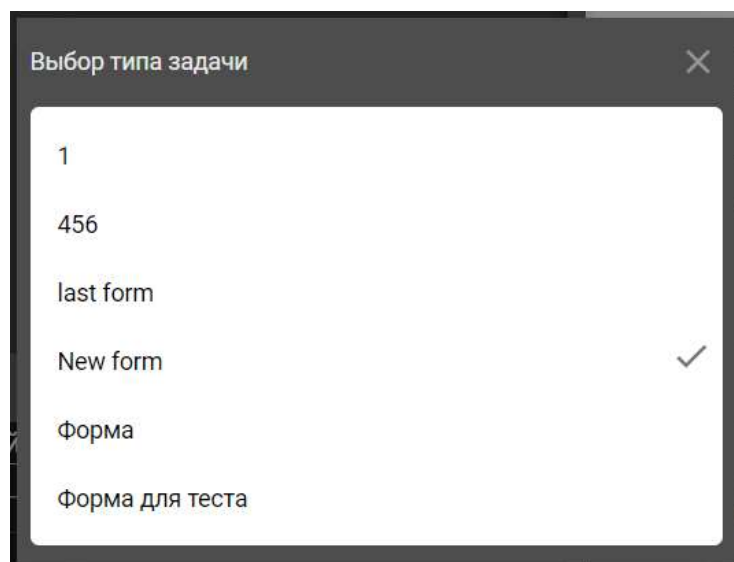 Выбор типа задачи
1
456
last form
New form
Форма
Форма для теста